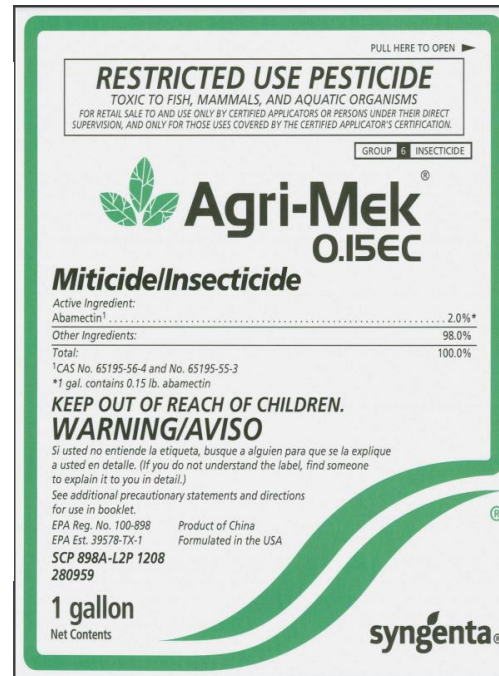 PULL HERE TO OPEN ►
RESTRICTED USE PESTICIDE
TOXIC TO FISH, MAMMALS, AND AQUATIC ORGANISMS
FOR RETAIL SALE TO AND USE ONLY BY CERTIFIED APPLICATORS OR PERSONS UNDER THEIR DIRECT
SUPERVISION, AND ONLY FOR THOSE USES COVERED BY THE CERTIFIED APPLICATOR'S CERTIFICATION.
GROUP 6 INSECTICIDE
Agri-Mek®
0.15EC
Miticide/Insecticide
Active Ingredient:
Abamectin¹ . . . . . . . . . . . . . . . . . . . . . . . . . . . . . . 2.0%*
Other Ingredients: 98.0%
Total: 100.0%
¹CAS No. 65195-56-4 and No. 65195-55-3
*1 gal. contains 0.15 lb. abamectin
KEEP OUT OF REACH OF CHILDREN.
WARNING/AVISO
Si usted no entiende la etiqueta, busque a alguien para que se la explique
a usted en detalle. (If you do not understand the label, find someone
to explain it to you in detail.)
See additional precautionary statements and directions
for use in booklet.
EPA Reg. No. 100-898 Product of China
EPA Est. 39578-TX-1 Formulated in the USA
SCP 898A-L2P 1208
280959
®
1 gallon
Net Contents
syngenta®